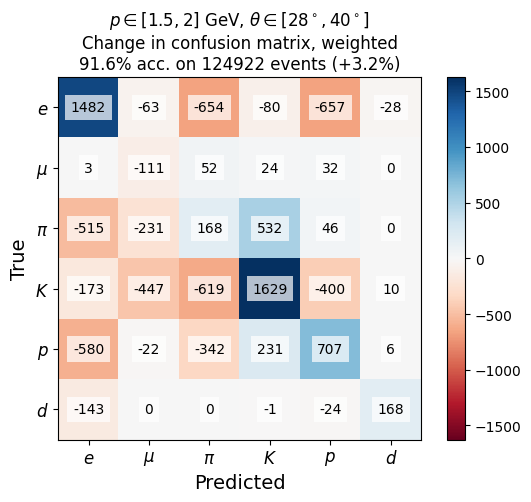 p ∈ [1.5, 2] GeV, θ ∈ [28°, 40°]
Change in confusion matrix, weighted
91.6% acc. on 124922 events (+3.2%)
e 1482 -63 -654 -80 -657 -28
μ 3 -111 52 24 32 0
π -515 -231 168 532 46 0
K -173 -447 -619 1629 -400 10
p -580 -22 -342 231 707 6
d -143 0 0 -1 -24 168
e μ π K p d
True
Predicted
1500
1000
500
0
−500
−1000
−1500